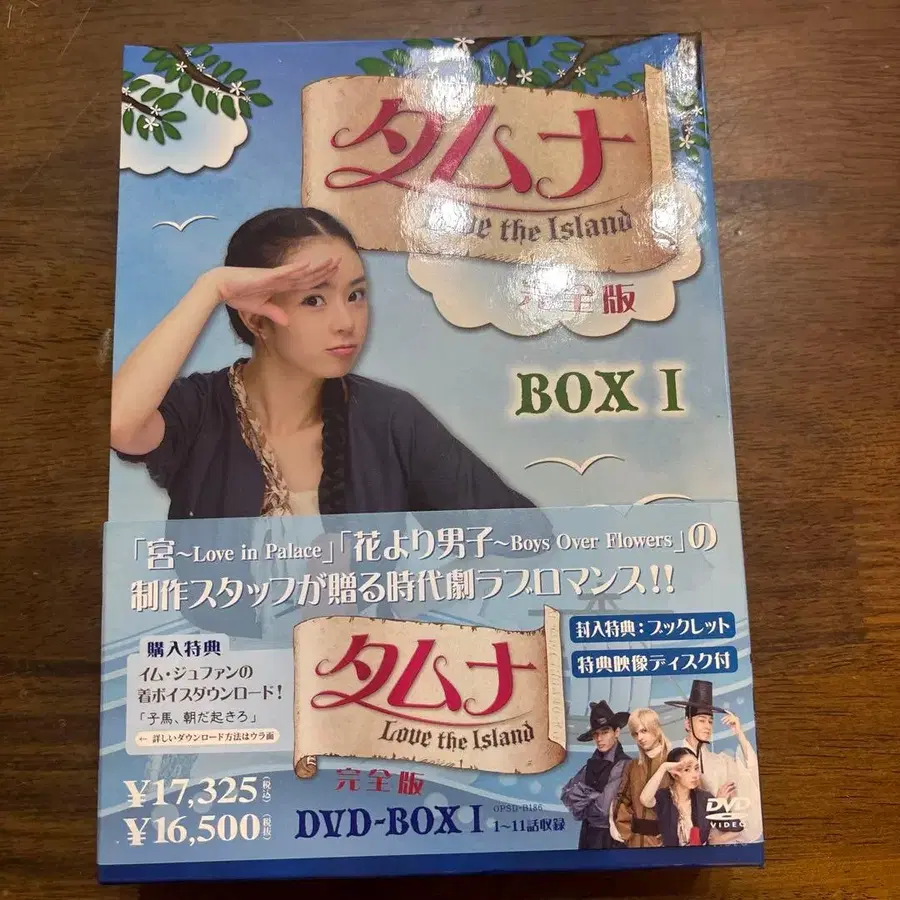 タムナ
Love the Island
完全版
BOX I
「宮～Love in Palace」「花より男子～Boys Over Flowers」の
制作スタッフが贈る時代劇ラブロマンス!!
購入特典
イム・ジュファンの
着ボイスダウンロード!
「子馬、朝だ起きろ」
← 詳しいダウンロード方法はウラ面
タムナ
Love the Island
完全版
封入特典:ブックレット
特典映像ディスク付
¥17,325(税込)
¥16,500(税抜)
DVD-BOX I
OPSD-B186
1~11話収録
DVD
VIDEO